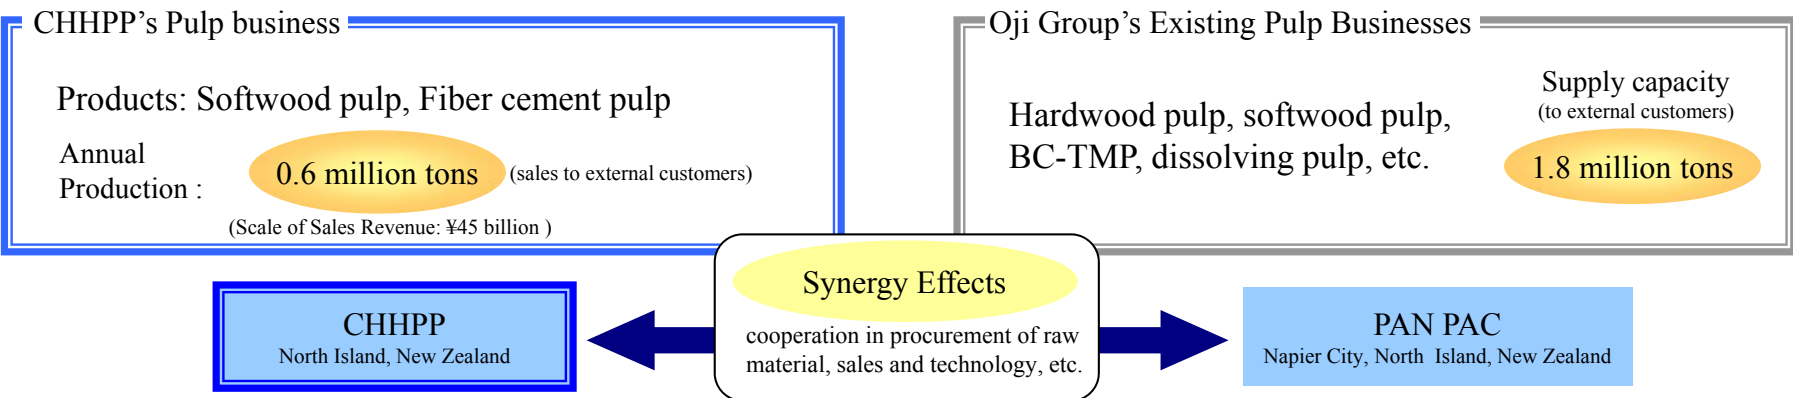 CHHPP’s Pulp business
Products: Softwood pulp, Fiber cement pulp
Annual
Production :
0.6 million tons
(sales to external customers)
(Scale of Sales Revenue: ¥45 billion )
Oji Group’s Existing Pulp Businesses
Hardwood pulp, softwood pulp,
BC-TMP, dissolving pulp, etc.
Supply capacity
(to external customers)
1.8 million tons
CHHPP
North Island, New Zealand
Synergy Effects
cooperation in procurement of raw
material, sales and technology, etc.
PAN PAC
Napier City, North  Island, New Zealand